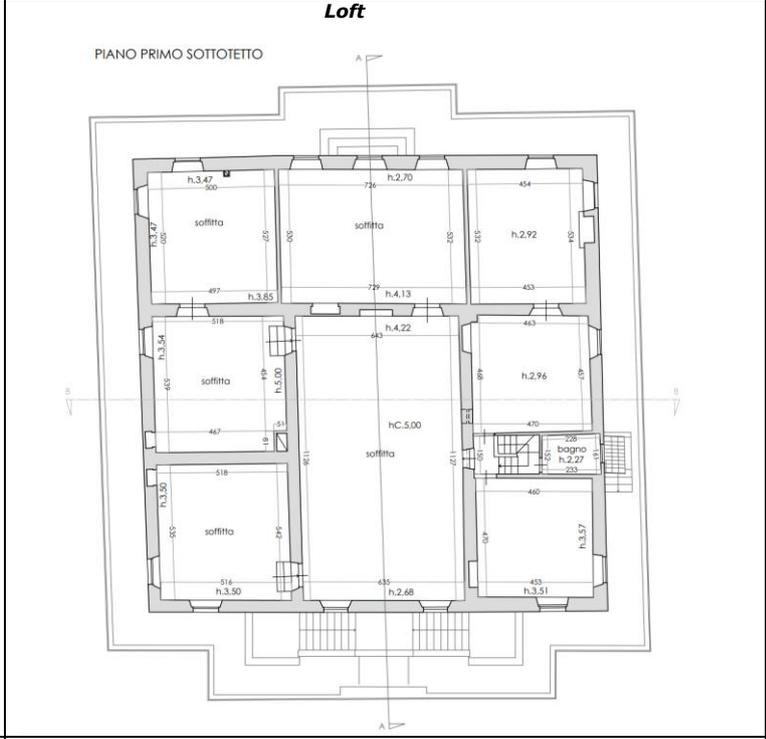 Loft
PIANO PRIMO SOTTOTETTO
A
h.3,47
500
h.2,70
726
454
h.3,47
520
soffitta
527
530
soffitta
532
532
h.2,92
534
497
h.3,85
729
h.4,13
453
518
h.4,22
643
463
h.3,54
539
soffitta
454
h.5,00
468
h.2,96
457
B
B
hC.5,00
467
51
81
soffitta
470
1126
1127
150
228
bagno
h.2,27
233
152
161
518
h.3,50
535
soffitta
542
460
470
h.3,57
516
h.3,50
635
h.2,68
453
h.3,51
A